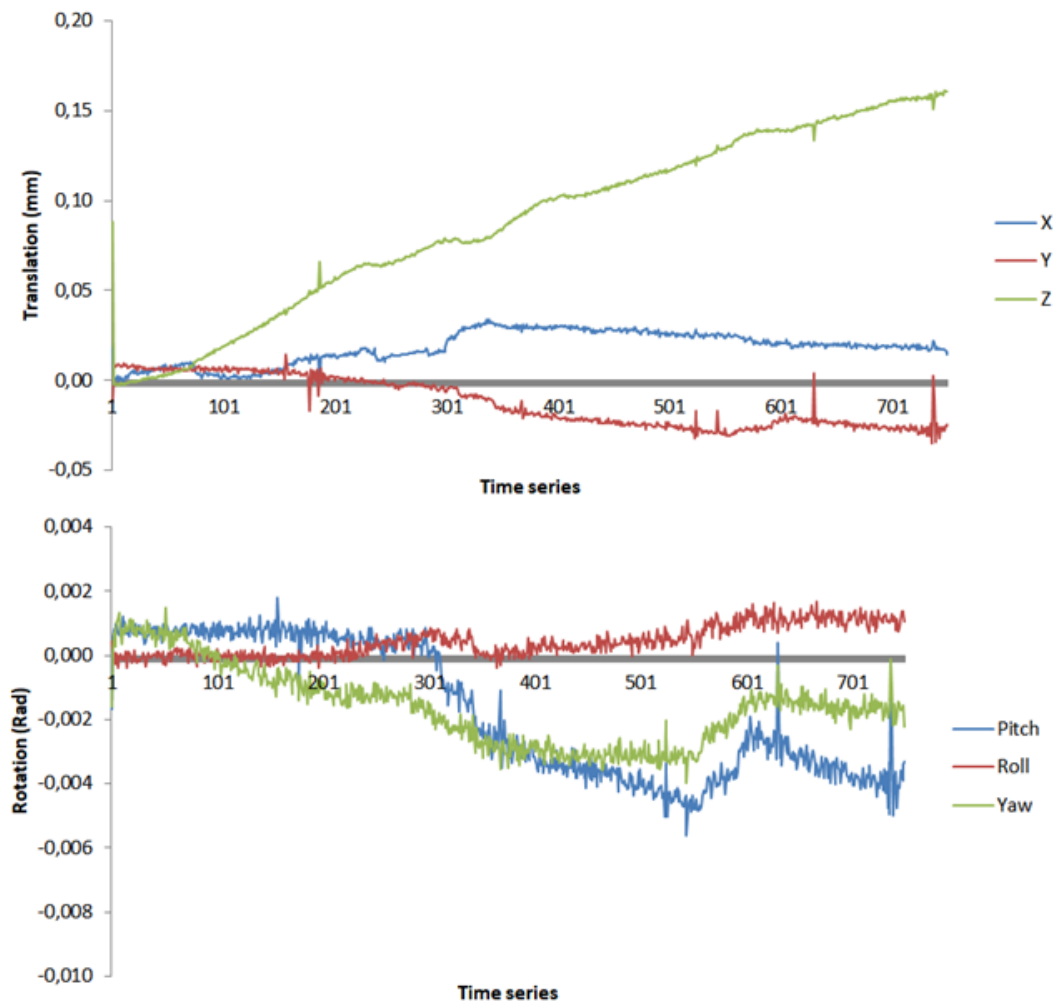 0,20
0,15
0,10
0,05
0,00
-0,05
Translation (mm)
1 101 201 301 401 501 601 701
Time series
X
Y
Z
0,004
0,002
0,000
-0,002
-0,004
-0,006
-0,008
-0,010
Rotation (Rad)
1 101 201 301 401 501 601 701
Time series
Pitch
Roll
Yaw